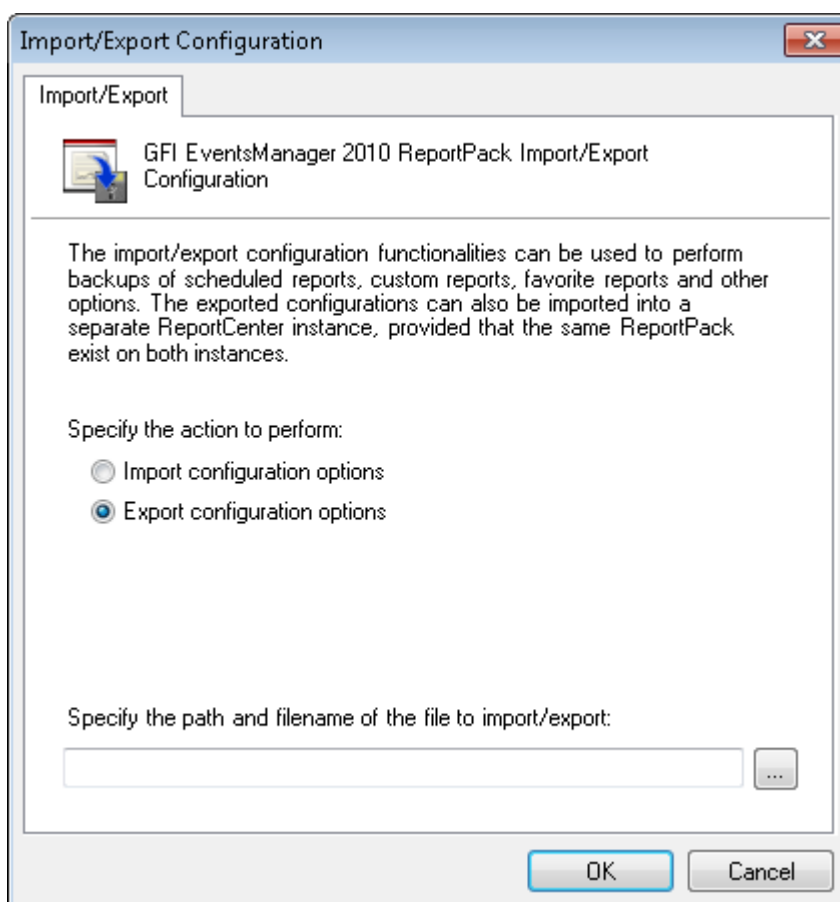 Import/Export Configuration
Import/Export
GFI EventsManager 2010 ReportPack Import/Export
Configuration
The import/export configuration functionalities can be used to perform
backups of scheduled reports, custom reports, favorite reports and other
options. The exported configurations can also be imported into a
separate ReportCenter instance, provided that the same ReportPack
exist on both instances.
Specify the action to perform:
Import configuration options
Export configuration options
Specify the path and filename of the file to import/export:
...
OK
Cancel